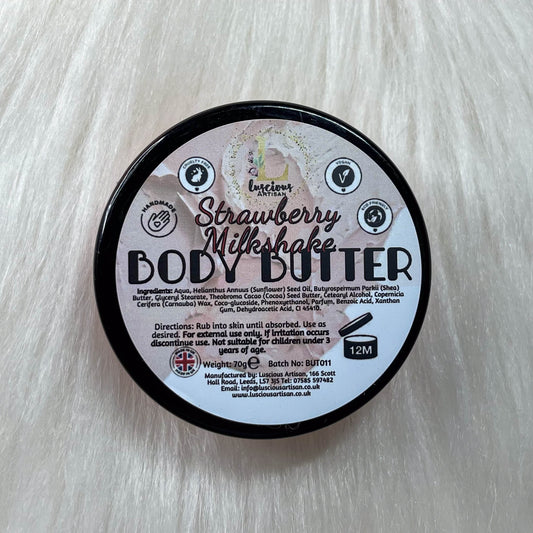 L
Luscious
ARTISAN
CRUELTY FREE
VEGAN
HANDMADE
Strawberry
Milkshake
BODY BUTTER
Ingredients: Aqua, Helianthus Annuus (Sunflower) Seed Oil, Butyrospermum Parkii (Shea)
Butter, Glyceryl Stearate, Theobroma Cacao (Cocoa) Seed Butter, Cetearyl Alcohol, Copernicia
Cerifera (Carnauba) Wax, Coco-glucoside, Phenoxyethanol, Parfum, Benzoic Acid, Xanthan
Gum, Dehydroacetic Acid, CI 45410.
Directions: Rub into skin until absorbed. Use as
desired. For external use only. If irritation occurs
discontinue use. Not suitable for children under 3
years of age.
12M
Weight: 70g e Batch No: BUT011
Manufactured by: Luscious Artisan, 166 Scott
Hall Road, Leeds, LS7 3JS Tel: 07585 597482
Email: info@lusciousartisan.co.uk
www.lusciousartisan.co.uk